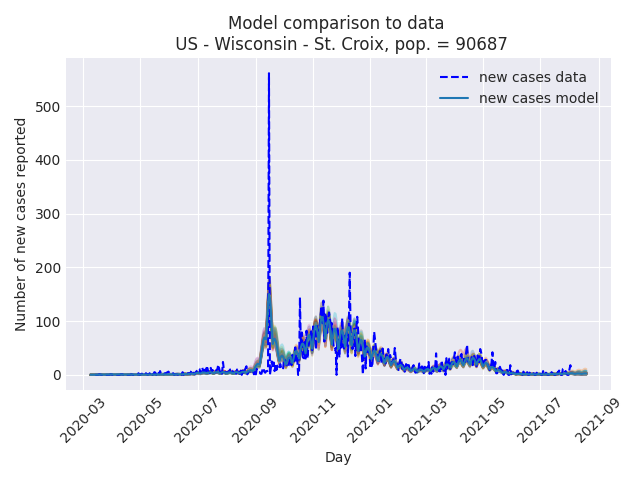 Model comparison to data
US - Wisconsin - St. Croix, pop. = 90687
new cases data
new cases model
Number of new cases reported
500
400
300
200
100
0
2020-03
2020-05
2020-07
2020-09
2020-11
2021-01
2021-03
2021-05
2021-07
2021-09
Day